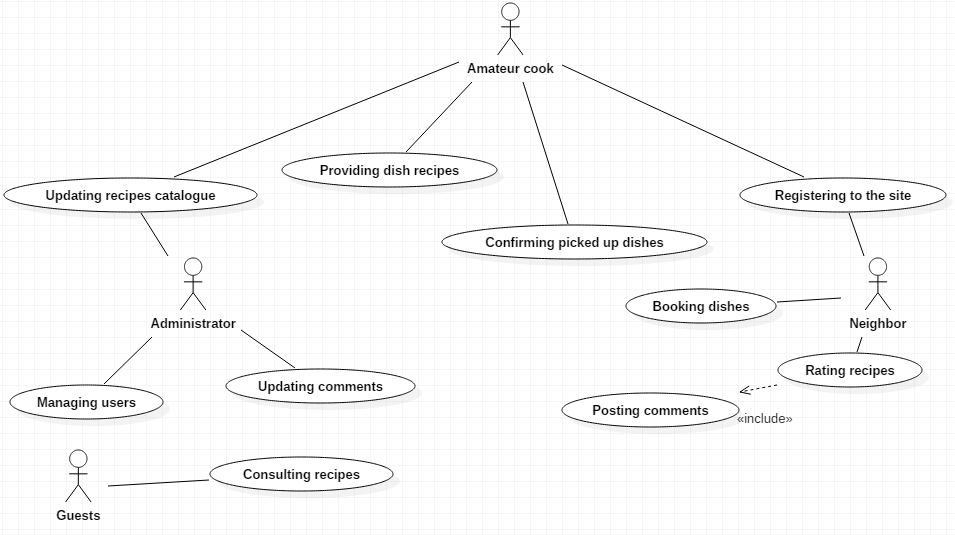 Amateur cook
Providing dish recipes
Updating recipes catalogue
Registering to the site
Confirming picked up dishes
Booking dishes
Administrator
Neighbor
Rating recipes
Updating comments
Managing users
Posting comments
«include»
Consulting recipes
Guests